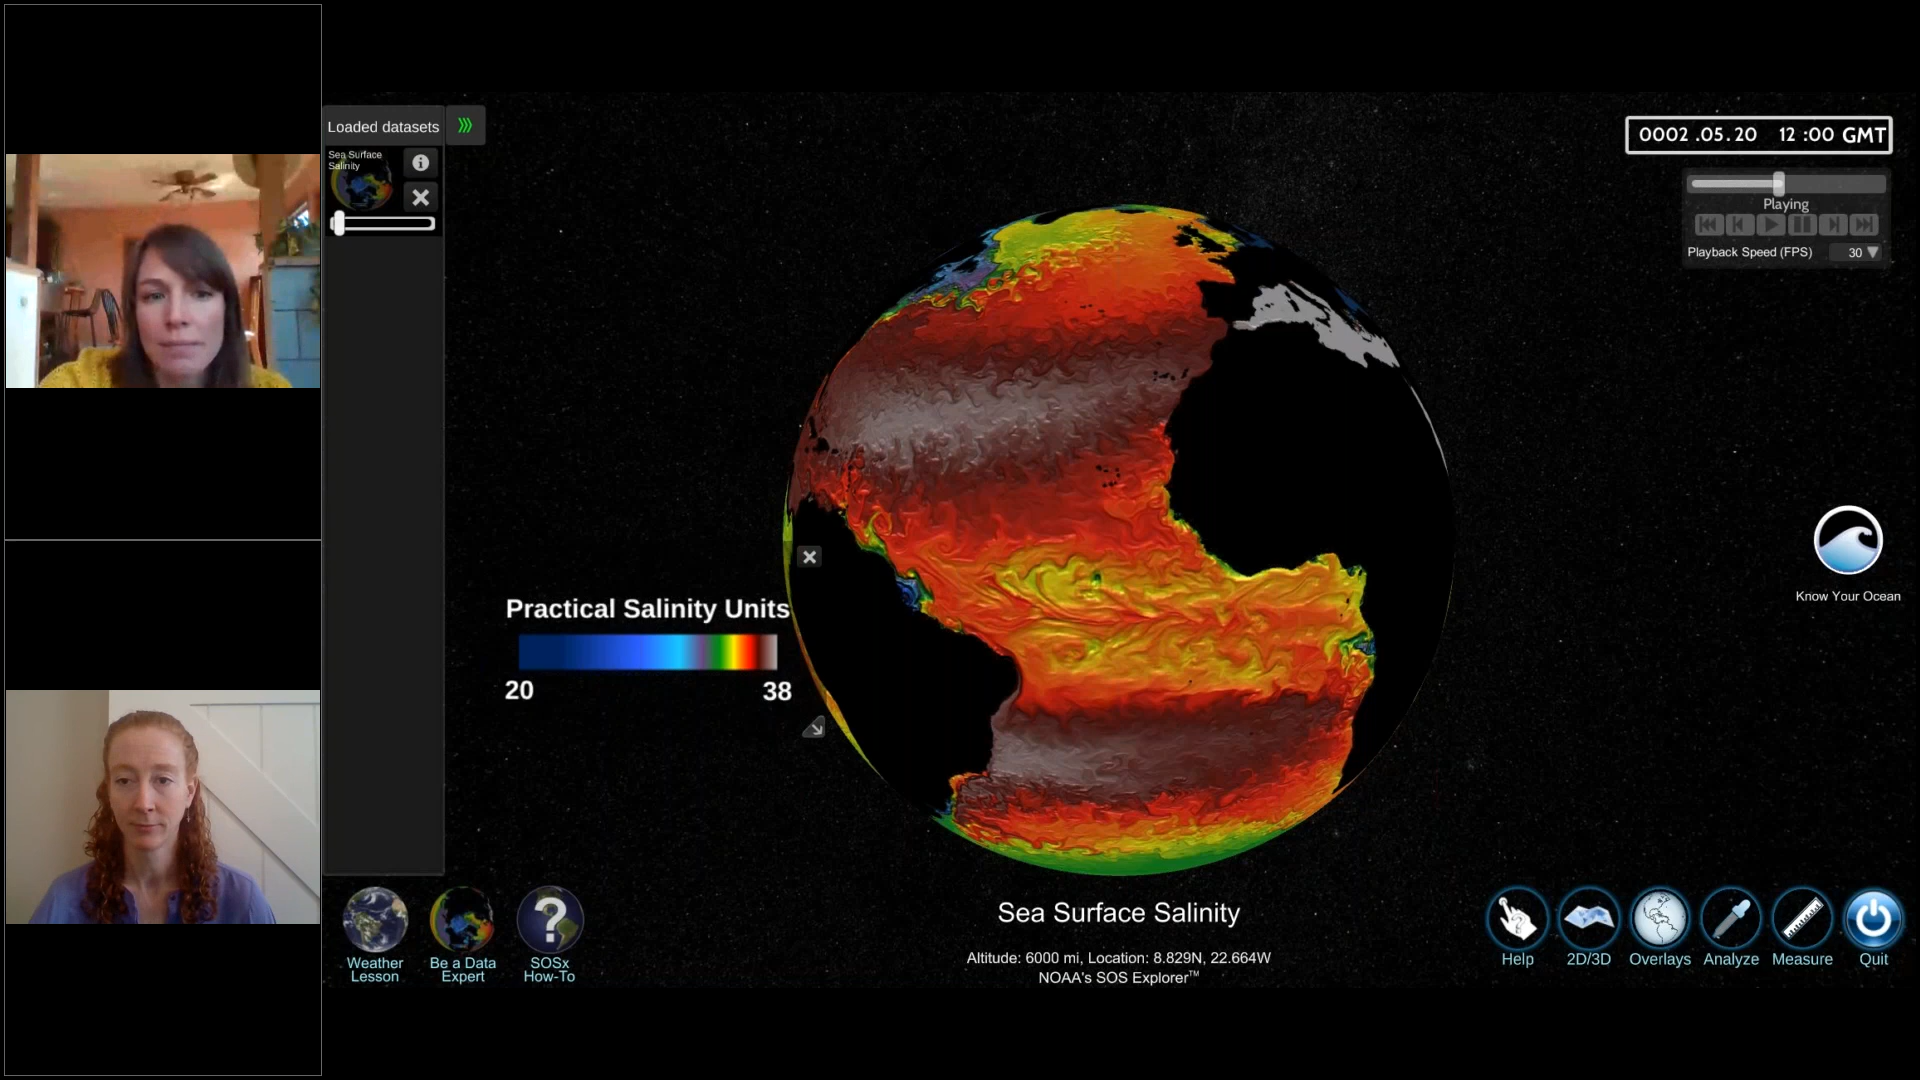 Loaded datasets
Sea Surface
Salinity
0002 .05.20 12 :00 GMT
Playing
Playback Speed (FPS) 30
Know Your Ocean
Practical Salinity Units
20 38
Sea Surface Salinity
Altitude: 6000 mi, Location: 8.829N, 22.664W
NOAA's SOS Explorer™
Weather
Lesson
Be a Data
Expert
SOSx
How-To
Help
2D/3D
Overlays
Analyze
Measure
Quit